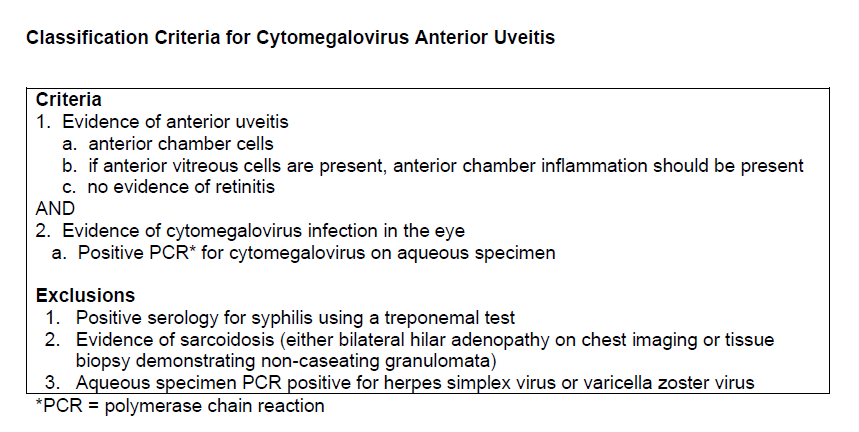 Classification Criteria for Cytomegalovirus Anterior Uveitis
Criteria
1. Evidence of anterior uveitis
a. anterior chamber cells
b. if anterior vitreous cells are present, anterior chamber inflammation should be present
c. no evidence of retinitis
AND
2. Evidence of cytomegalovirus infection in the eye
a. Positive PCR* for cytomegalovirus on aqueous specimen
Exclusions
1. Positive serology for syphilis using a treponemal test
2. Evidence of sarcoidosis (either bilateral hilar adenopathy on chest imaging or tissue
biopsy demonstrating non-caseating granulomata)
3. Aqueous specimen PCR positive for herpes simplex virus or varicella zoster virus
*PCR = polymerase chain reaction